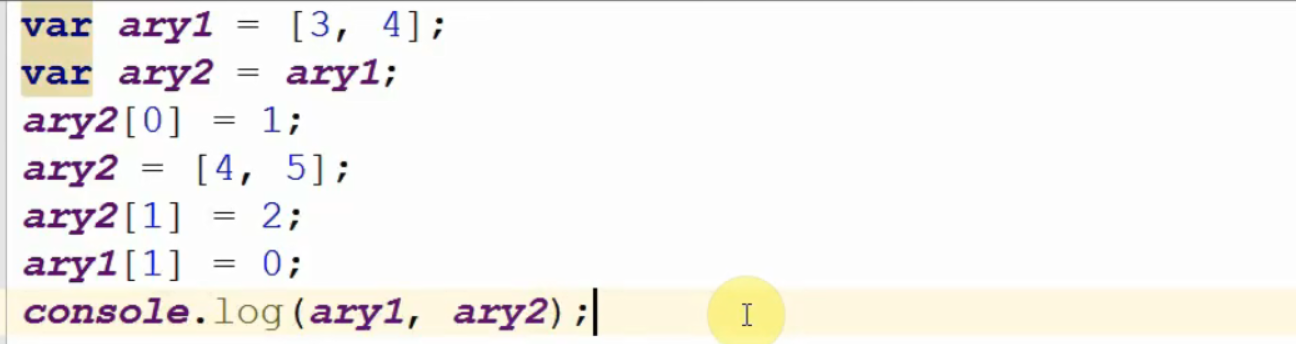 var ary1 = [3, 4];
var ary2 = ary1;
ary2[0] = 1;
ary2 = [4, 5];
ary2[1] = 2;
ary1[1] = 0;
console.log(ary1, ary2);